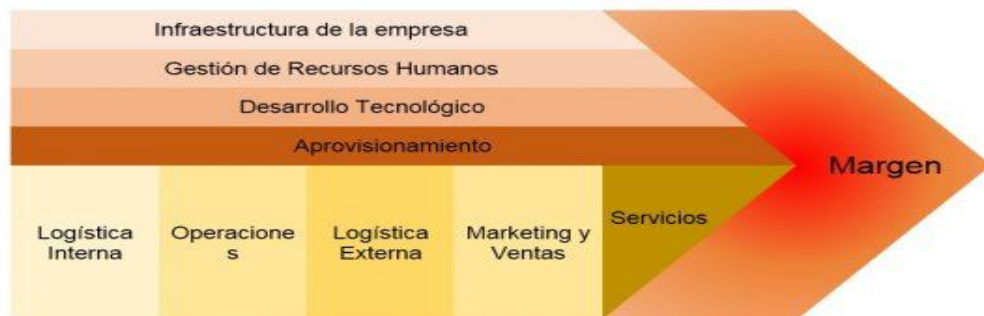 Infraestructura de la empresa
Gestión de Recursos Humanos
Desarrollo Tecnológico
Aprovisionamiento
Margen
Logística
Interna
Operacione
s
Logística
Externa
Marketing y
Ventas
Servicios